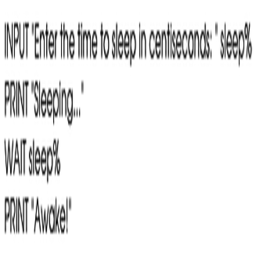 INPUT "Enter the time to sleep in centiseconds: " sleep%
PRINT "Sleeping..."
WAIT sleep%
PRINT "Awake!"